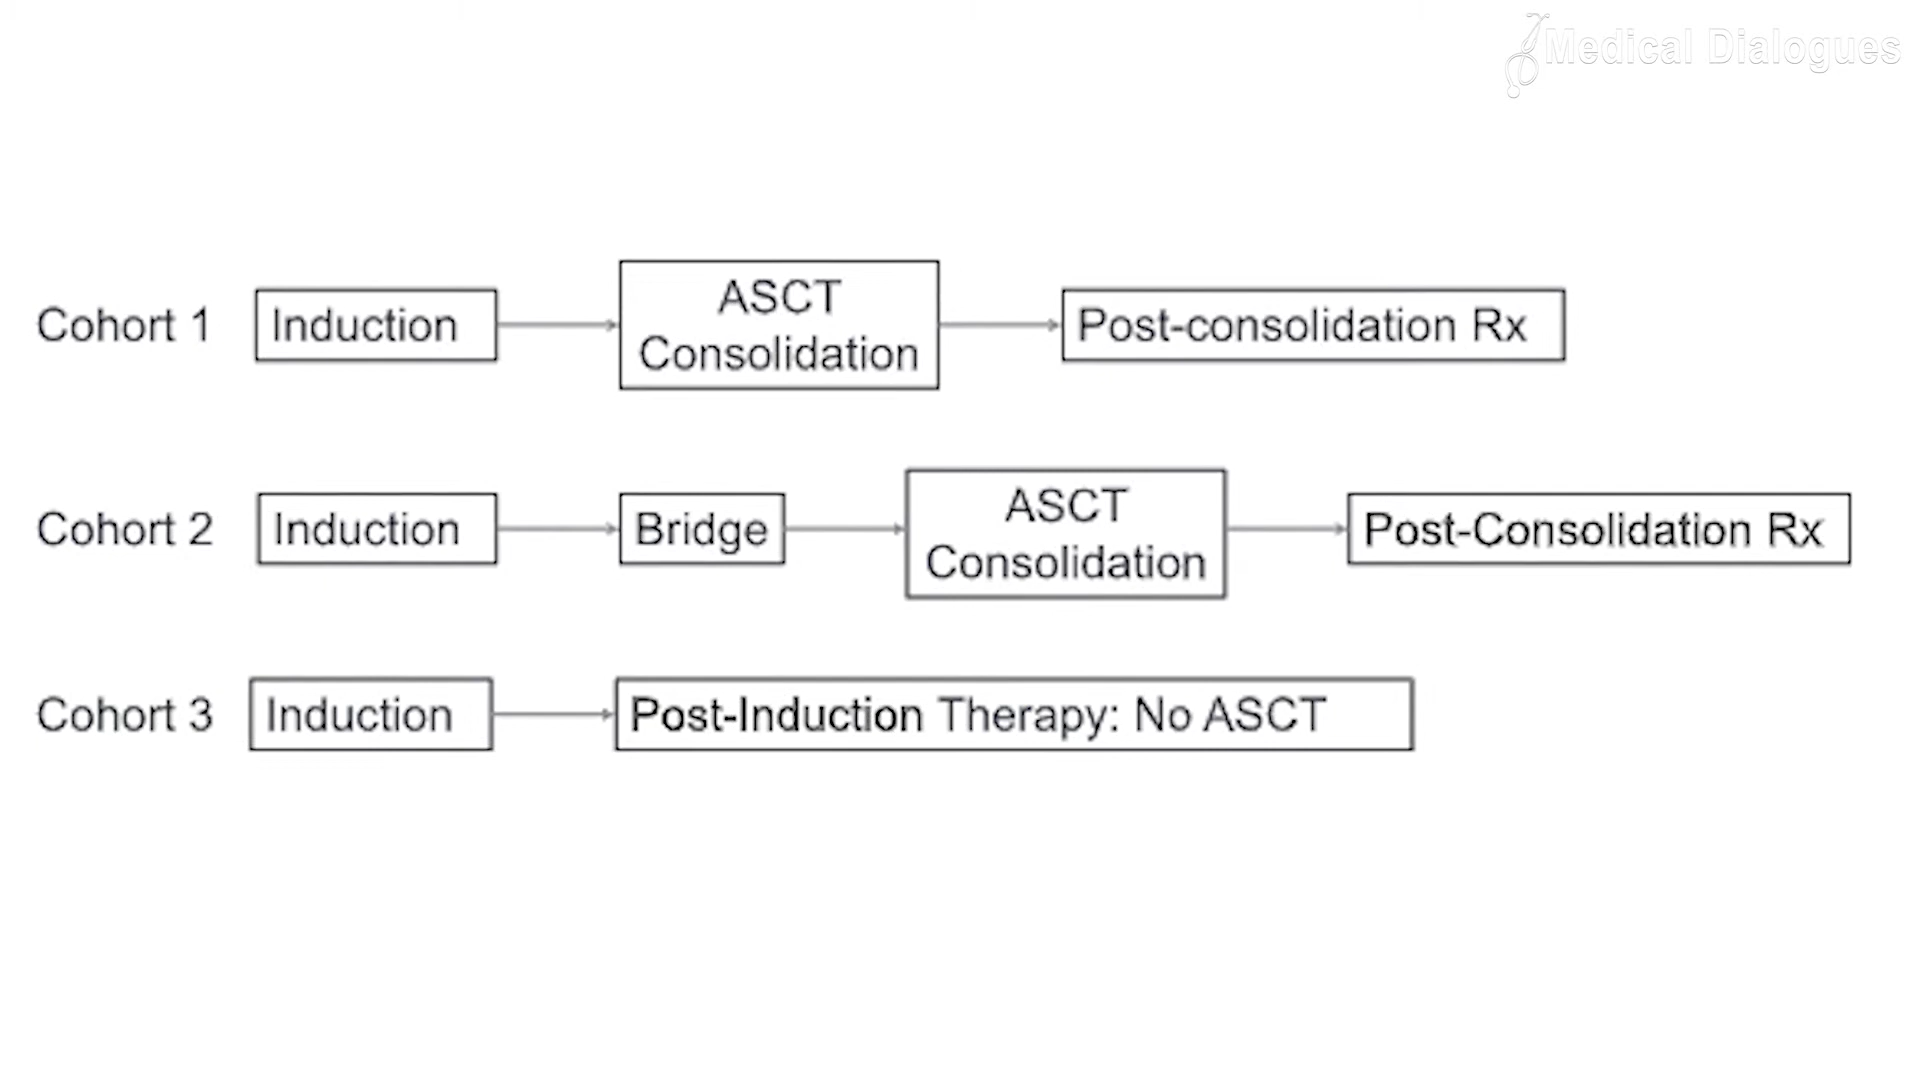 Medical Dialogues
Cohort 1
Induction
ASCT
Consolidation
Post-consolidation Rx
Cohort 2
Induction
Bridge
ASCT
Consolidation
Post-Consolidation Rx
Cohort 3
Induction
Post-Induction Therapy: No ASCT